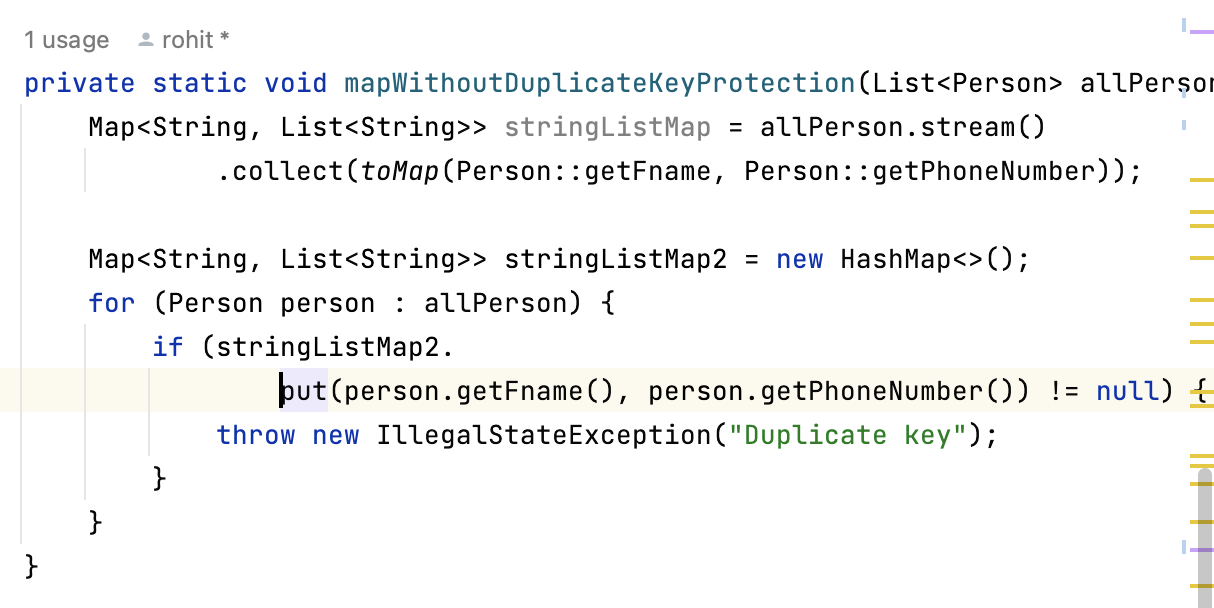 1 usage rohit *
private static void mapWithoutDuplicateKeyProtection(List<Person> allPerson
Map<String, List<String>> stringListMap = allPerson.stream()
.collect(toMap(Person::getFname, Person::getPhoneNumber));
Map<String, List<String>> stringListMap2 = new HashMap<>();
for (Person person : allPerson) {
if (stringListMap2.
put(person.getFname(), person.getPhoneNumber()) != null) {
throw new IllegalStateException("Duplicate key");
}
}
}